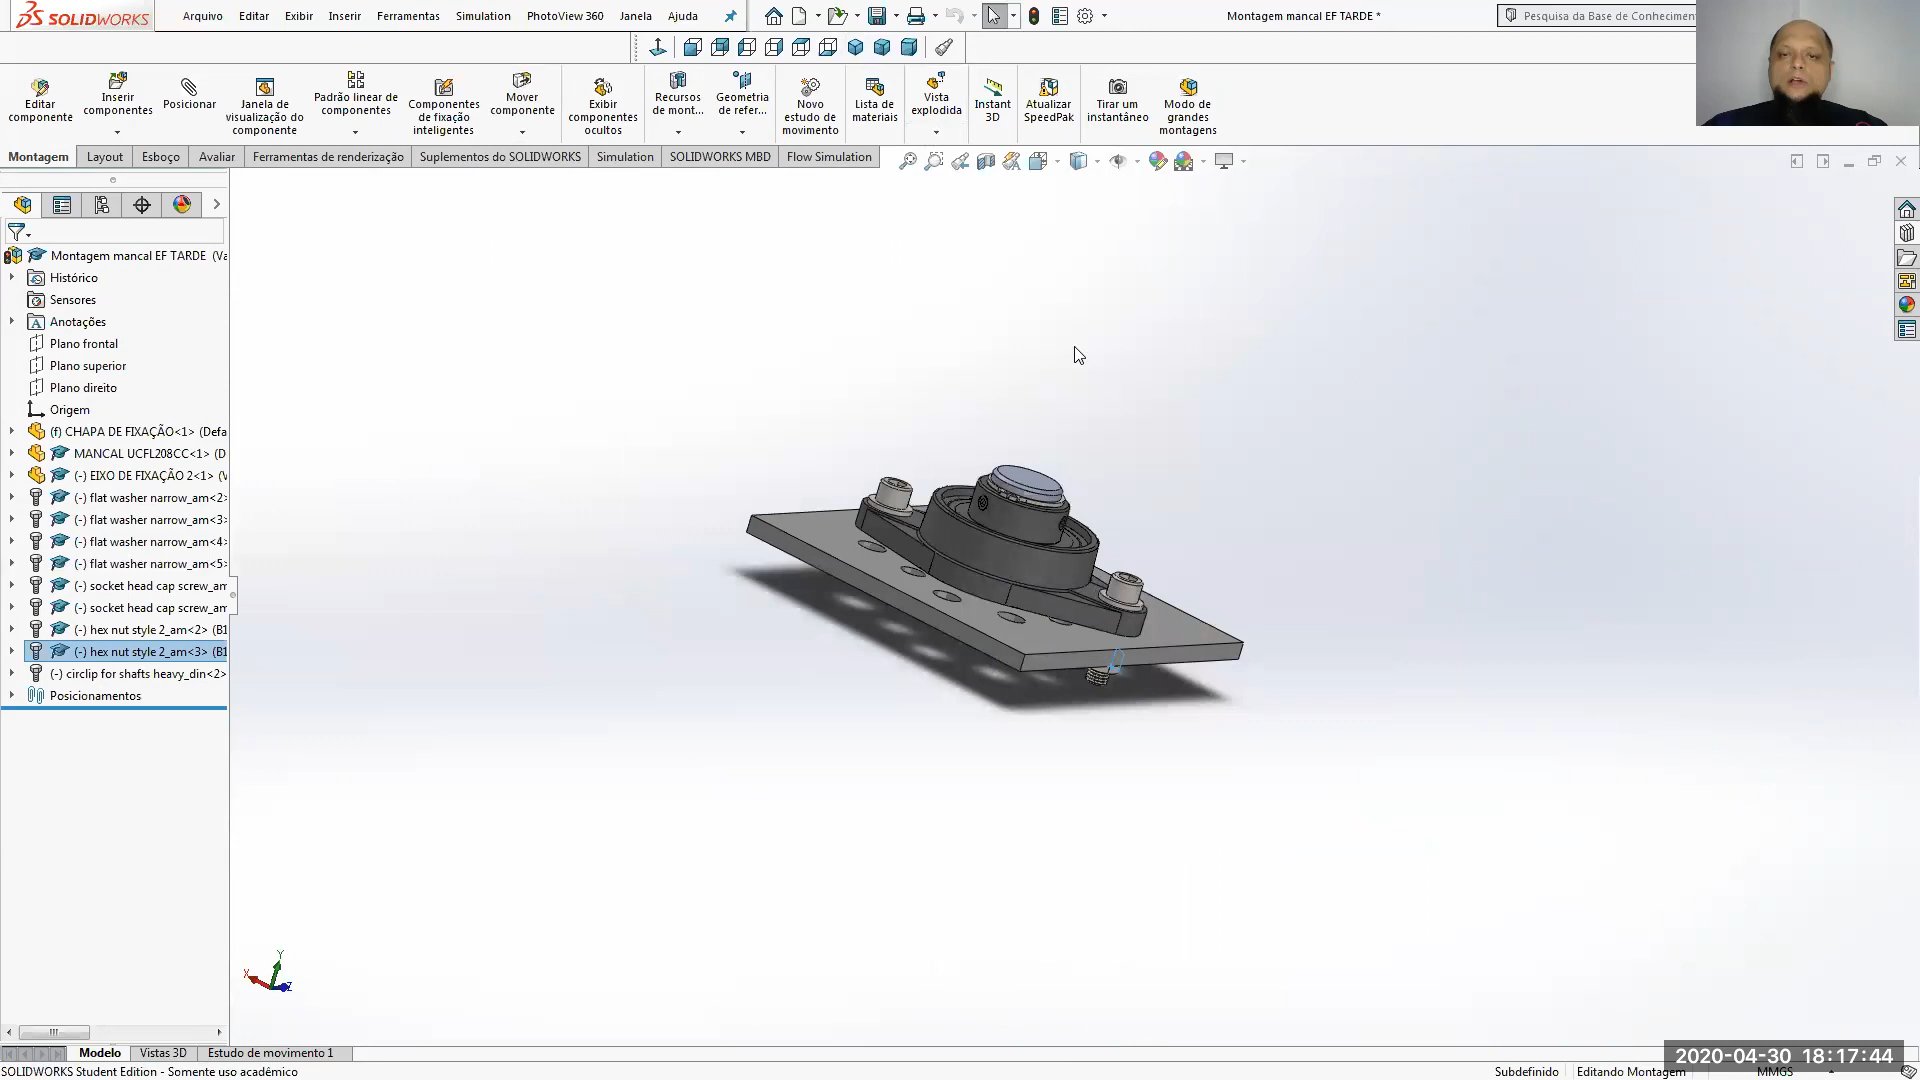 SOLIDWORKS
Arquivo Editar Exibir Inserir Ferramentas Simulation PhotoView 360 Janela Ajuda
Montagem mancal EF TARDE *
Pesquisa da Base de Conhecimen
Editar componente
Inserir componentes
Posicionar
Janela de visualização do componente
Padrão linear de componentes
Componentes de fixação inteligentes
Mover componente
Exibir componentes ocultos
Recursos de mont...
Geometria de refer...
Novo estudo de movimento
Lista de materiais
Vista explodida
Instant 3D
Atualizar SpeedPak
Tirar um instantâneo
Modo de grandes montagens
Montagem Layout Esboço Avaliar Ferramentas de renderização Suplementos do SOLIDWORKS Simulation SOLIDWORKS MBD Flow Simulation
Montagem mancal EF TARDE (Va
Histórico
Sensores
Anotações
Plano frontal
Plano superior
Plano direito
Origem
(f) CHAPA DE FIXAÇÃO<1> (Defa
MANCAL UCFL208CC<1> (D
(-) EIXO DE FIXAÇÃO 2<1> (V
(-) flat washer narrow_am<2>
(-) flat washer narrow_am<3>
(-) flat washer narrow_am<4>
(-) flat washer narrow_am<5>
(-) socket head cap screw_am
(-) socket head cap screw_am
(-) hex nut style 2_am<2> (B1
(-) hex nut style 2_am<3> (B1
(-) circlip for shafts heavy_din<2>
Posicionamentos
Y
X
Z
Modelo Vistas 3D Estudo de movimento 1
2020-04-30 18:17:44
SOLIDWORKS Student Edition - Somente uso acadêmico
Subdefinido Editando Montagem MMGS